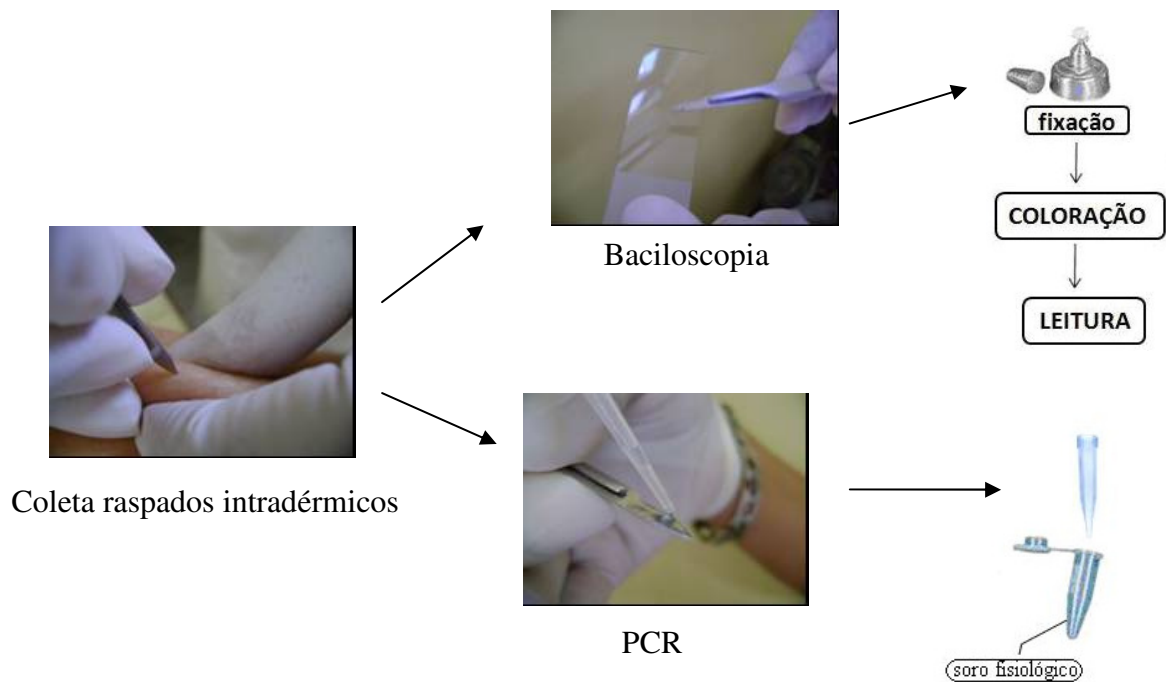 Coleta raspados intradérmicos
Baciloscopia
fixação
COLORAÇÃO
LEITURA
PCR
soro fisiológico